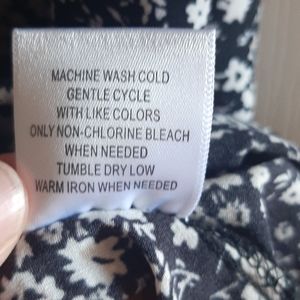 MACHINE WASH COLD
GENTLE CYCLE
WITH LIKE COLORS
ONLY NON-CHLORINE BLEACH
WHEN NEEDED
TUMBLE DRY LOW
WARM IRON WHEN NEEDED